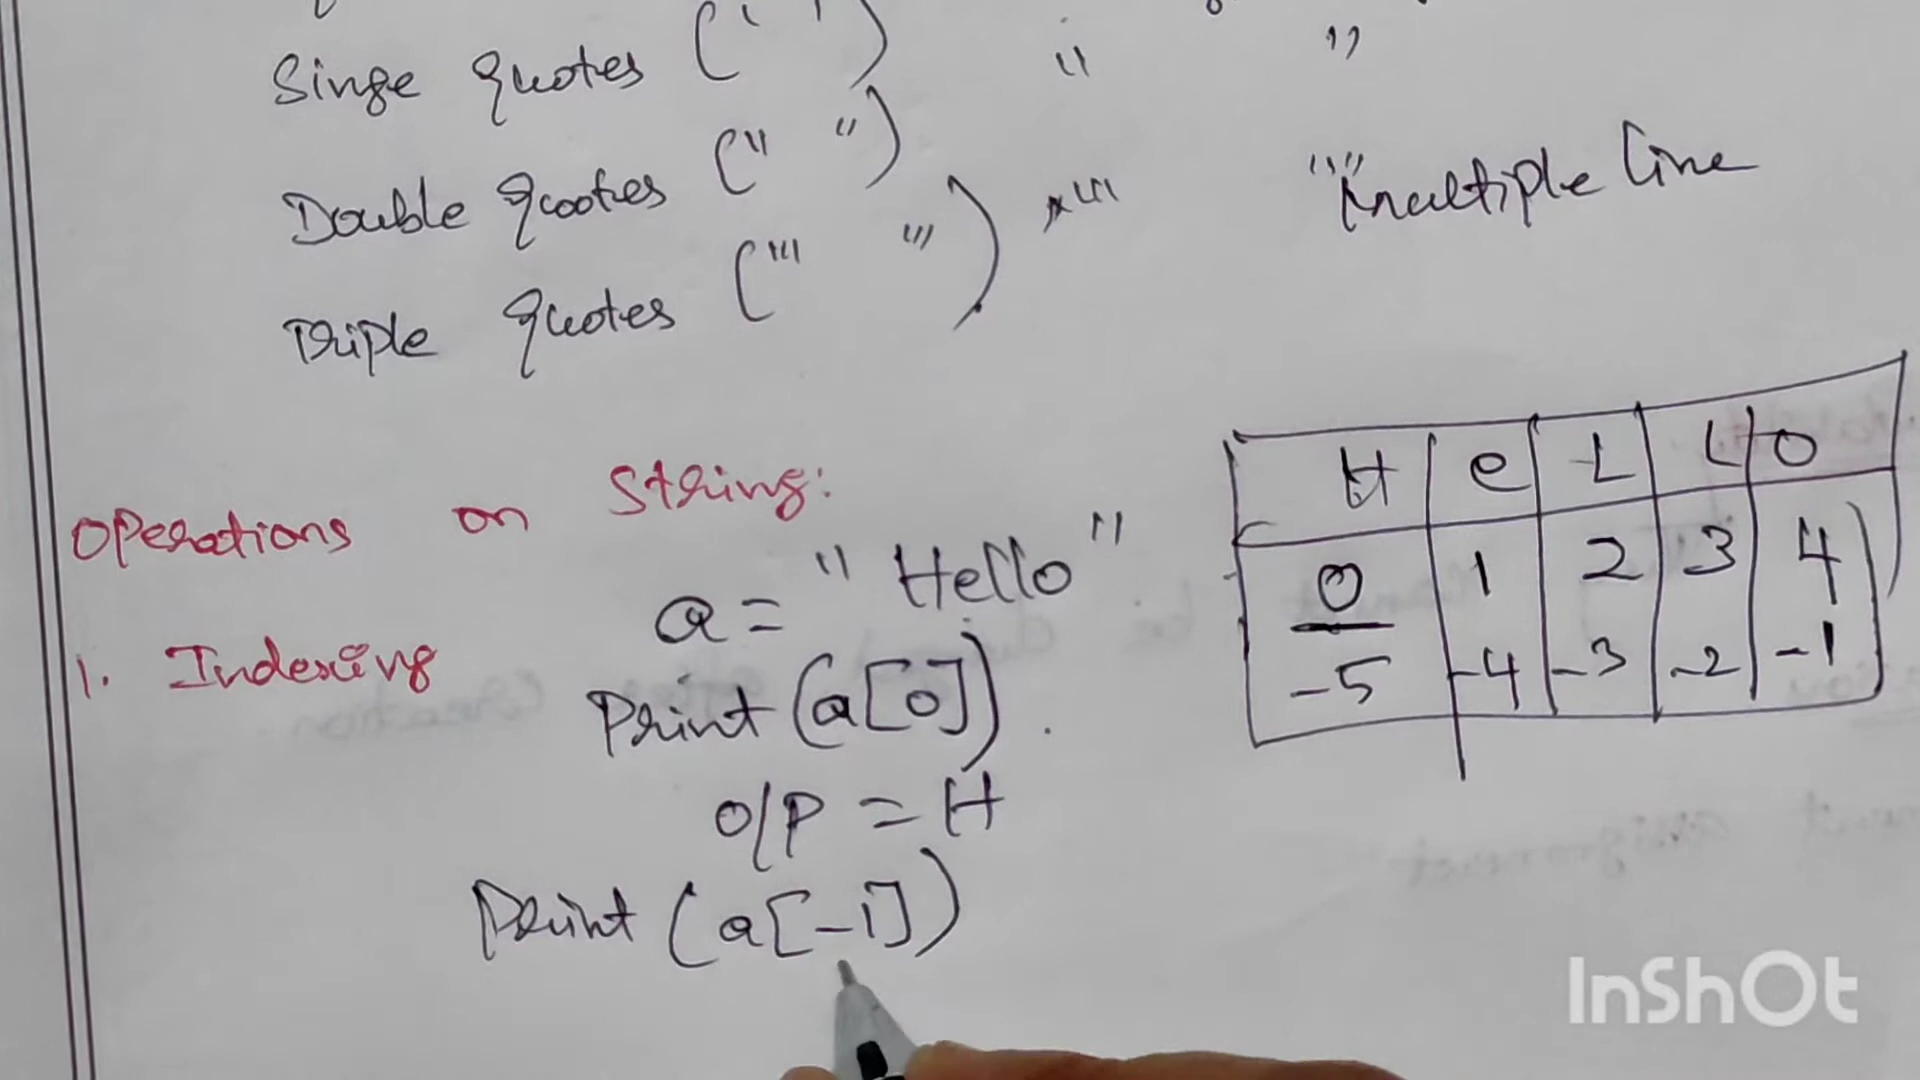 Singe quotes (' ') " "
Double quotes (" ") "' """multiple line
Triple quotes (''' ''')
Operations on String:
a = "Hello"
1. Indexing
Print (a[0]).
O/P = H
Print (a[-1])
H e L L O
0 1 2 3 4
-5 -4 -3 -2 -1
InShOt